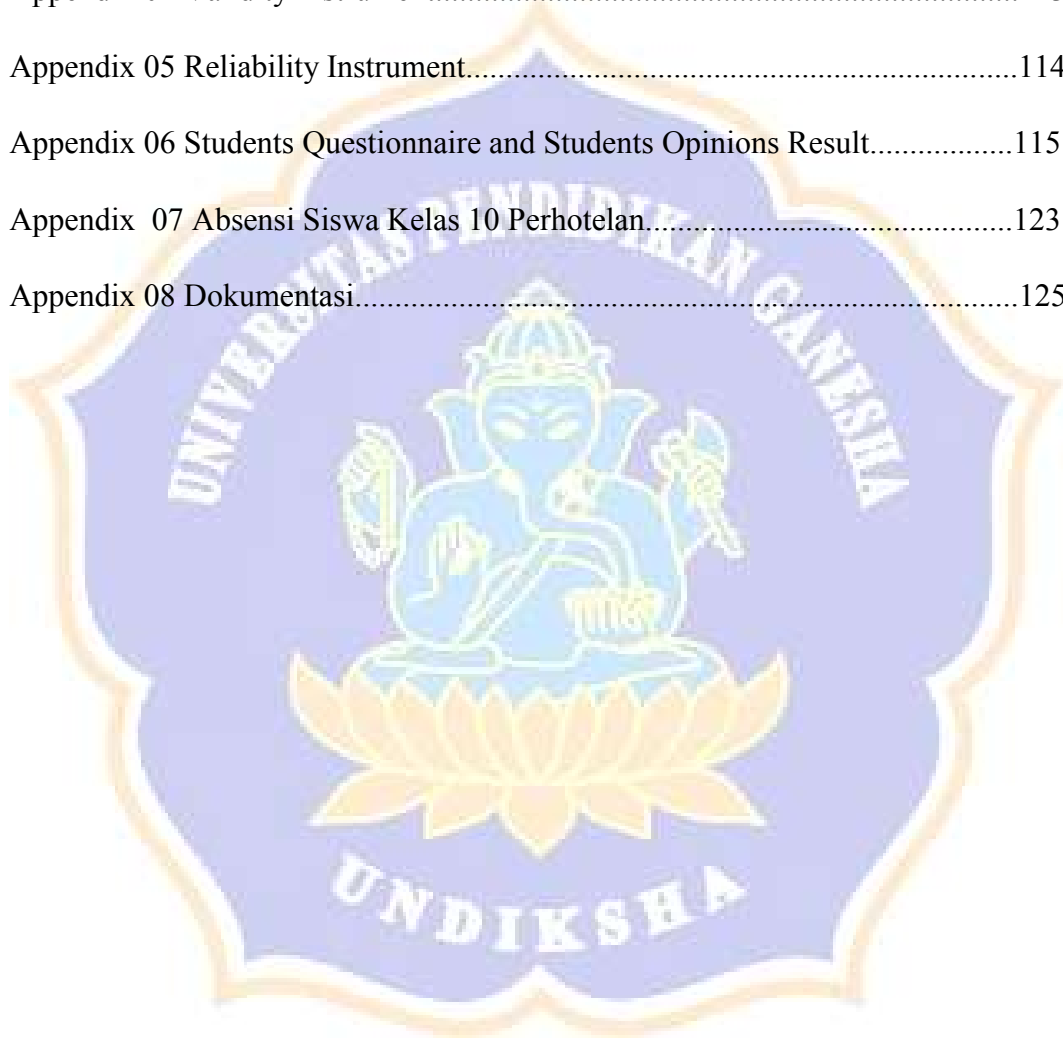 Appendix 05 Reliability Instrument....................................................................114
Appendix 06 Students Questionnaire and Students Opinions Result.................115
Appendix  07 Absensi Siswa Kelas 10 Perhotelan.............................................123
Appendix 08 Dokumentasi..................................................................................125
UNIVERSITAS PENDIDIKAN GANESHA
UNDIKSHA